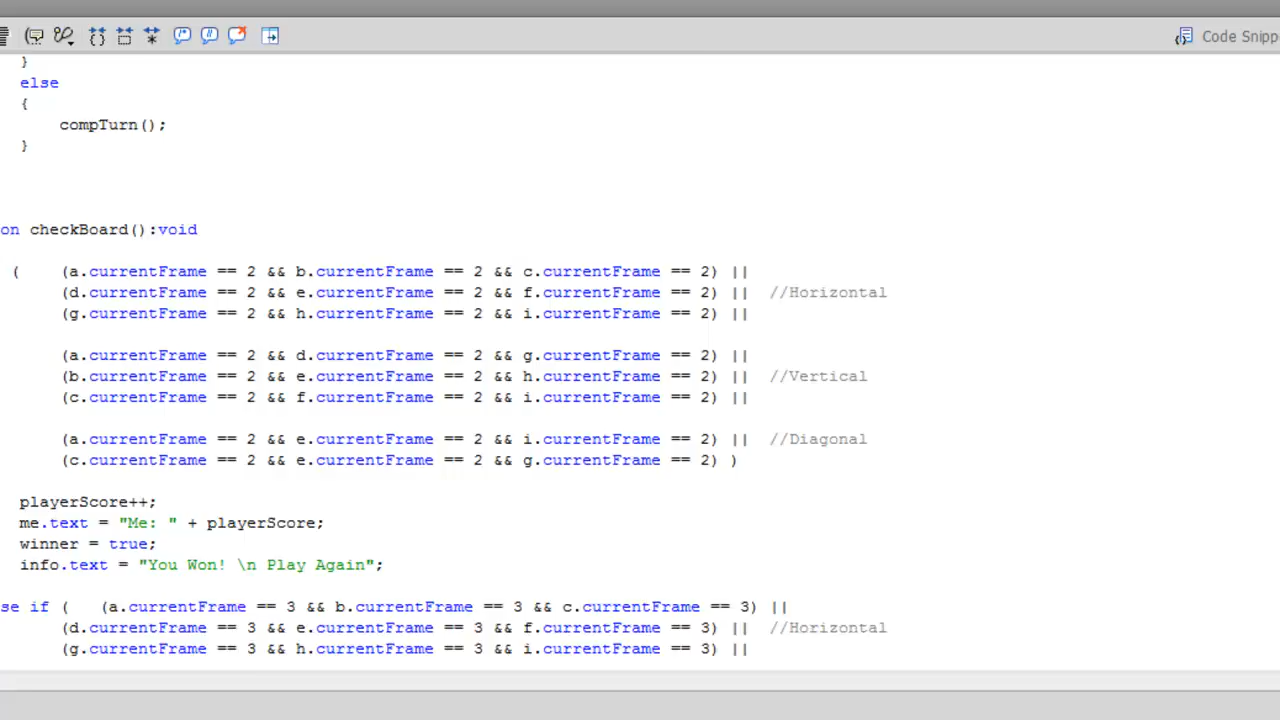 Code Snipp
}
else
{
compTurn();
}
on checkBoard():void
( (a.currentFrame == 2 && b.currentFrame == 2 && c.currentFrame == 2) ||
(d.currentFrame == 2 && e.currentFrame == 2 && f.currentFrame == 2) || //Horizontal
(g.currentFrame == 2 && h.currentFrame == 2 && i.currentFrame == 2) ||
(a.currentFrame == 2 && d.currentFrame == 2 && g.currentFrame == 2) ||
(b.currentFrame == 2 && e.currentFrame == 2 && h.currentFrame == 2) || //Vertical
(c.currentFrame == 2 && f.currentFrame == 2 && i.currentFrame == 2) ||
(a.currentFrame == 2 && e.currentFrame == 2 && i.currentFrame == 2) || //Diagonal
(c.currentFrame == 2 && e.currentFrame == 2 && g.currentFrame == 2) )
playerScore++;
me.text = "Me: " + playerScore;
winner = true;
info.text = "You Won! \n Play Again";
se if ( (a.currentFrame == 3 && b.currentFrame == 3 && c.currentFrame == 3) ||
(d.currentFrame == 3 && e.currentFrame == 3 && f.currentFrame == 3) || //Horizontal
(g.currentFrame == 3 && h.currentFrame == 3 && i.currentFrame == 3) ||